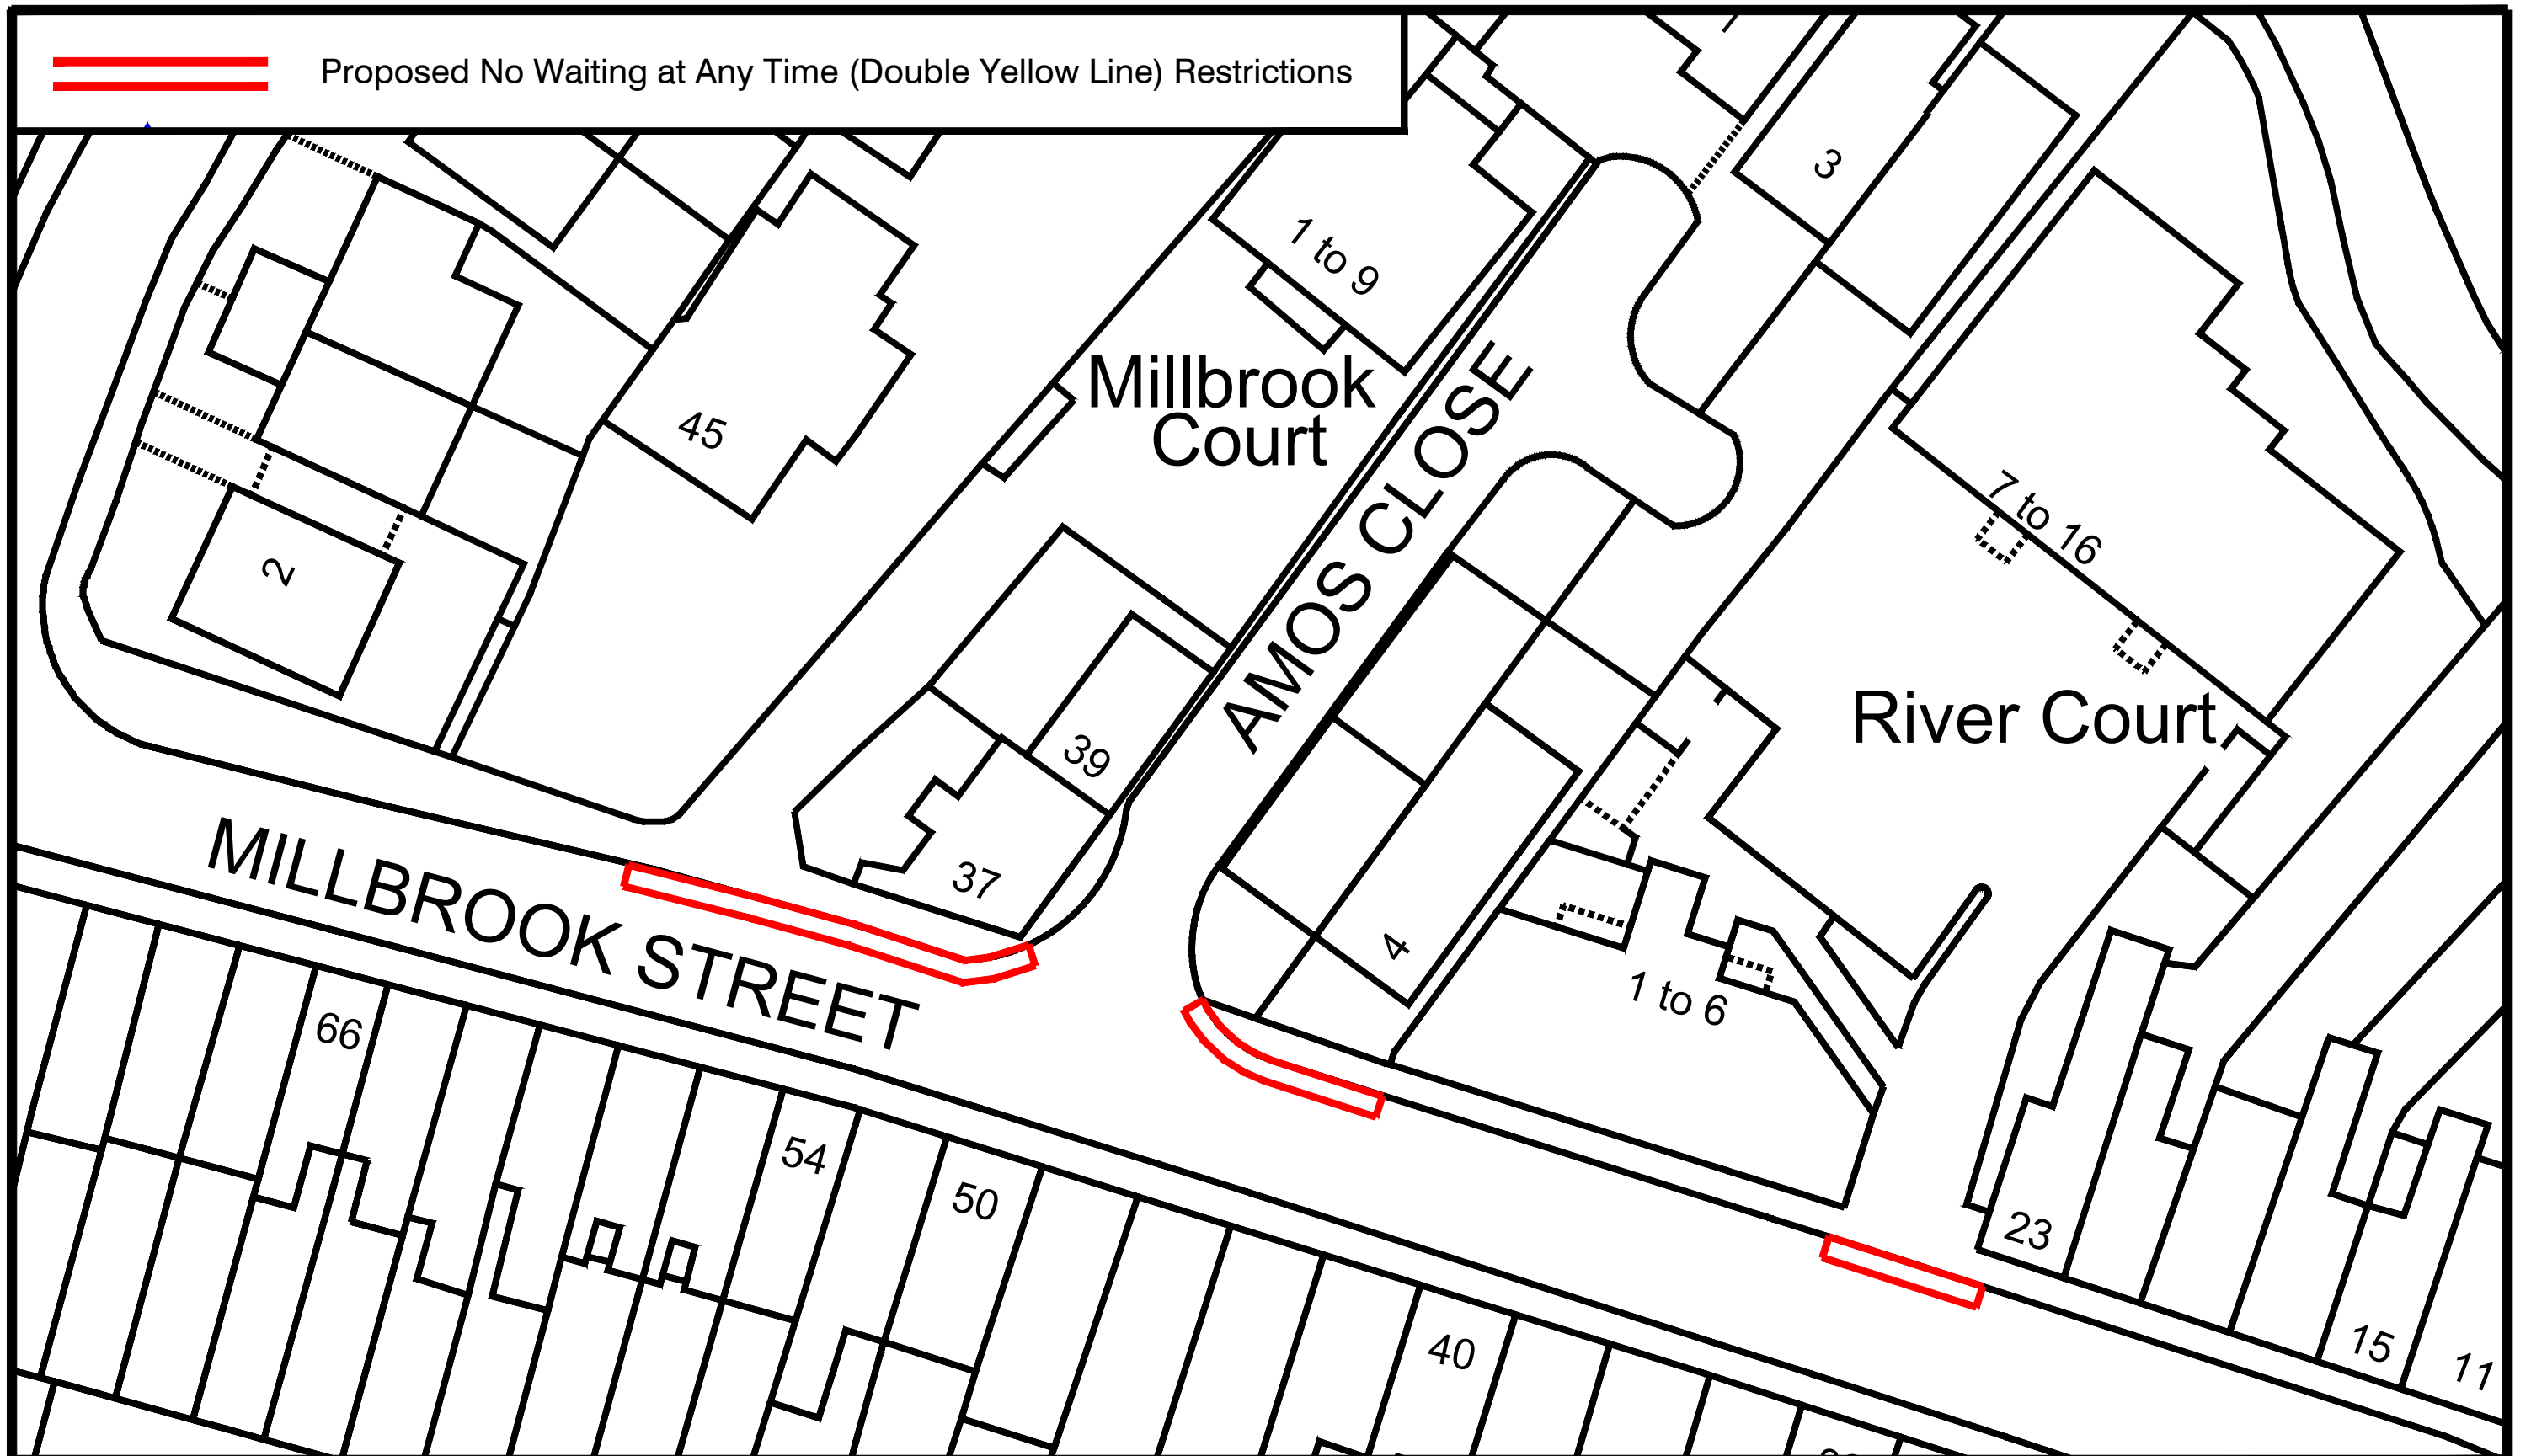 Proposed No Waiting at Any Time (Double Yellow Line) Restrictions
3
1 to 9
Millbrook
Court
45
AMOS CLOSE
7 to 16
2
River Court
39
37
MILLBROOK STREET
4
1 to 6
66
54
50
23
40
15
11